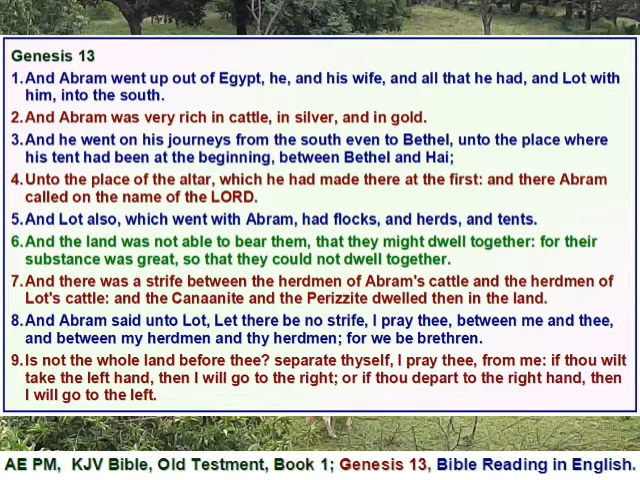 Genesis 13
1. And Abram went up out of Egypt, he, and his wife, and all that he had, and Lot with
him, into the south.
2. And Abram was very rich in cattle, in silver, and in gold.
3. And he went on his journeys from the south even to Bethel, unto the place where
his tent had been at the beginning, between Bethel and Hai;
4. Unto the place of the altar, which he had made there at the first: and there Abram
called on the name of the LORD.
5. And Lot also, which went with Abram, had flocks, and herds, and tents.
6. And the land was not able to bear them, that they might dwell together: for their
substance was great, so that they could not dwell together.
7. And there was a strife between the herdmen of Abram's cattle and the herdmen of
Lot's cattle: and the Canaanite and the Perizzite dwelled then in the land.
8. And Abram said unto Lot, Let there be no strife, I pray thee, between me and thee,
and between my herdmen and thy herdmen; for we be brethren.
9. Is not the whole land before thee? separate thyself, I pray thee, from me: if thou wilt
take the left hand, then I will go to the right; or if thou depart to the right hand, then
I will go to the left.
AE PM, KJV Bible, Old Testment, Book 1; Genesis 13, Bible Reading in English.